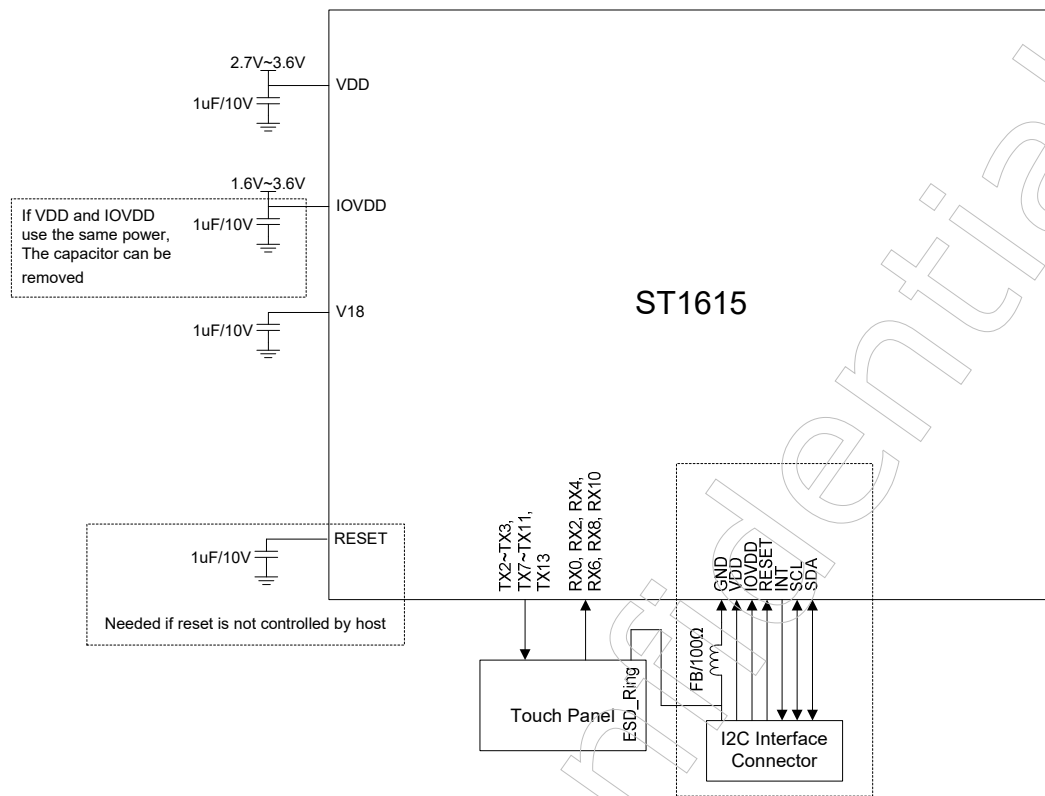 2.7V~3.6V
VDD
1uF/10V
1.6V~3.6V
IOVDD
1uF/10V
If VDD and IOVDD
use the same power,
The capacitor can be
removed
V18
1uF/10V
ST1615
RESET
1uF/10V
Needed if reset is not controlled by host
TX2~TX3,
TX7~TX11,
TX13
RX0, RX2, RX4,
RX6, RX8, RX10
GND
VDD
IOVDD
RESET
INT
SCL
SDA
FB/100Ω
Touch Panel
ESD_Ring
I2C Interface
Connector
nfidential